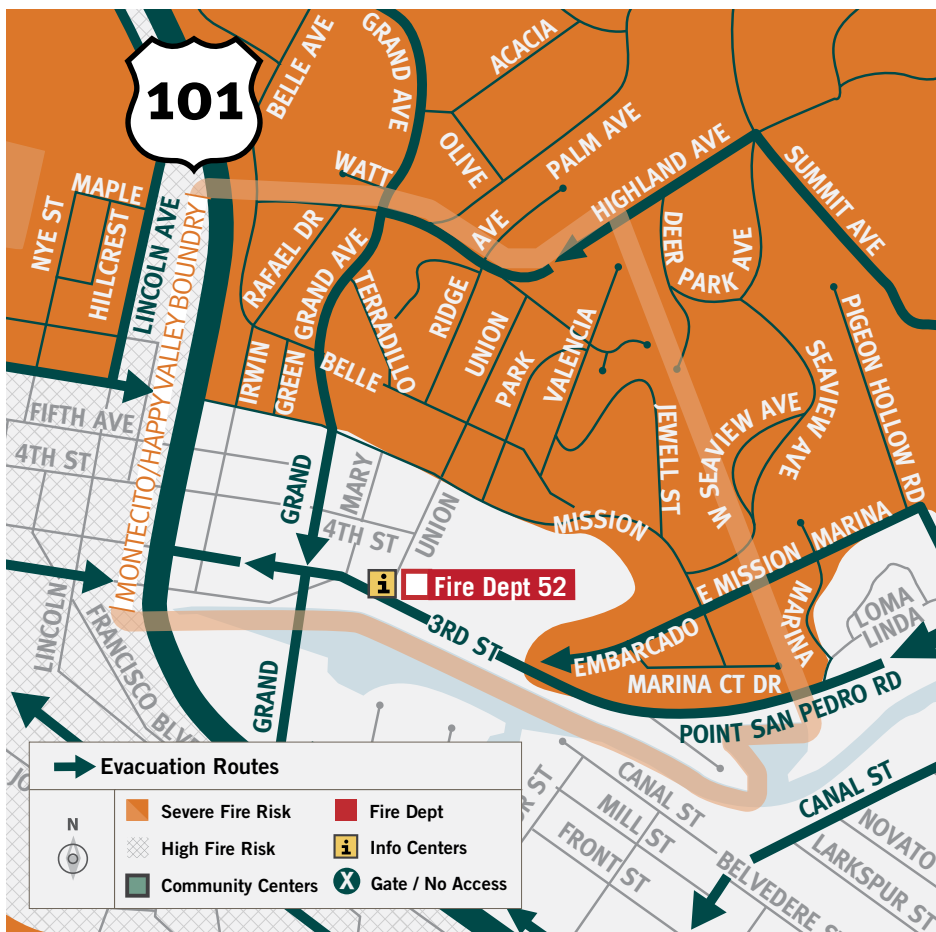 101
BELLE AVE
GRAND AVE
ACACIA
OLIVE
PALM AVE
WATT
AVE
HIGHLAND AVE
SUMMIT AVE
MAPLE
NYE ST
HILLCREST
LINCOLN AVE
| MONTECITO/HAPPY VALLEY BOUNDRY |
RAFAEL DR
GRAND AVE
TERRADILLO
RIDGE
UNION
PARK
VALENCIA
DEER
PARK AVE
PIGEON HOLLOW RD
IRWIN
GREEN
BELLE
SEAVIEW AVE
W SEAVIEW AVE
JEWELL ST
FIFTH AVE
4TH ST
GRAND
MARY
4TH ST
UNION
MISSION
E MISSION
MARINA
i
Fire Dept 52
3RD ST
EMBARCADO
MARINA
LOMA
LINDA
MARINA CT DR
POINT SAN PEDRO RD
LINCOLN
FRANCISCO BLV
GRAND
CANAL ST
CANAL ST
MILL ST
FRONT ST
BELVEDERE S
NOVATO
LARKSPUR ST
R ST
JO
Evacuation Routes
N
Severe Fire Risk
High Fire Risk
Community Centers
Fire Dept
i Info Centers
X Gate / No Access